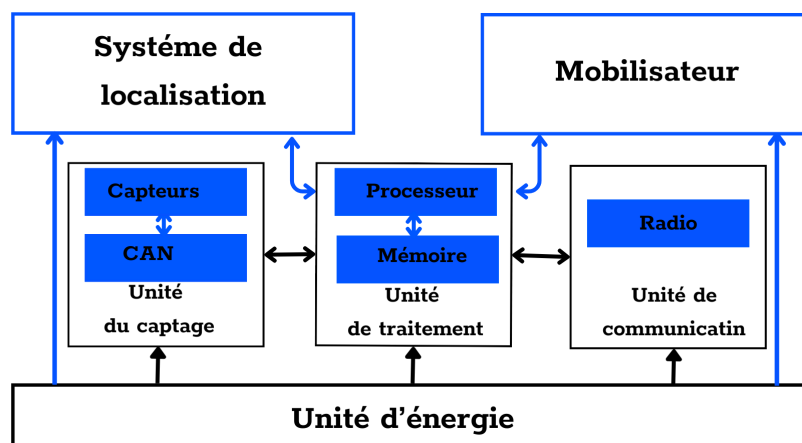 Systéme de
localisation
Mobilisateur
Capteurs
CAN
Unité
du captage
Processeur
Mémoire
Unité
de traitement
Radio
Unité de
communicatin
Unité d'énergie